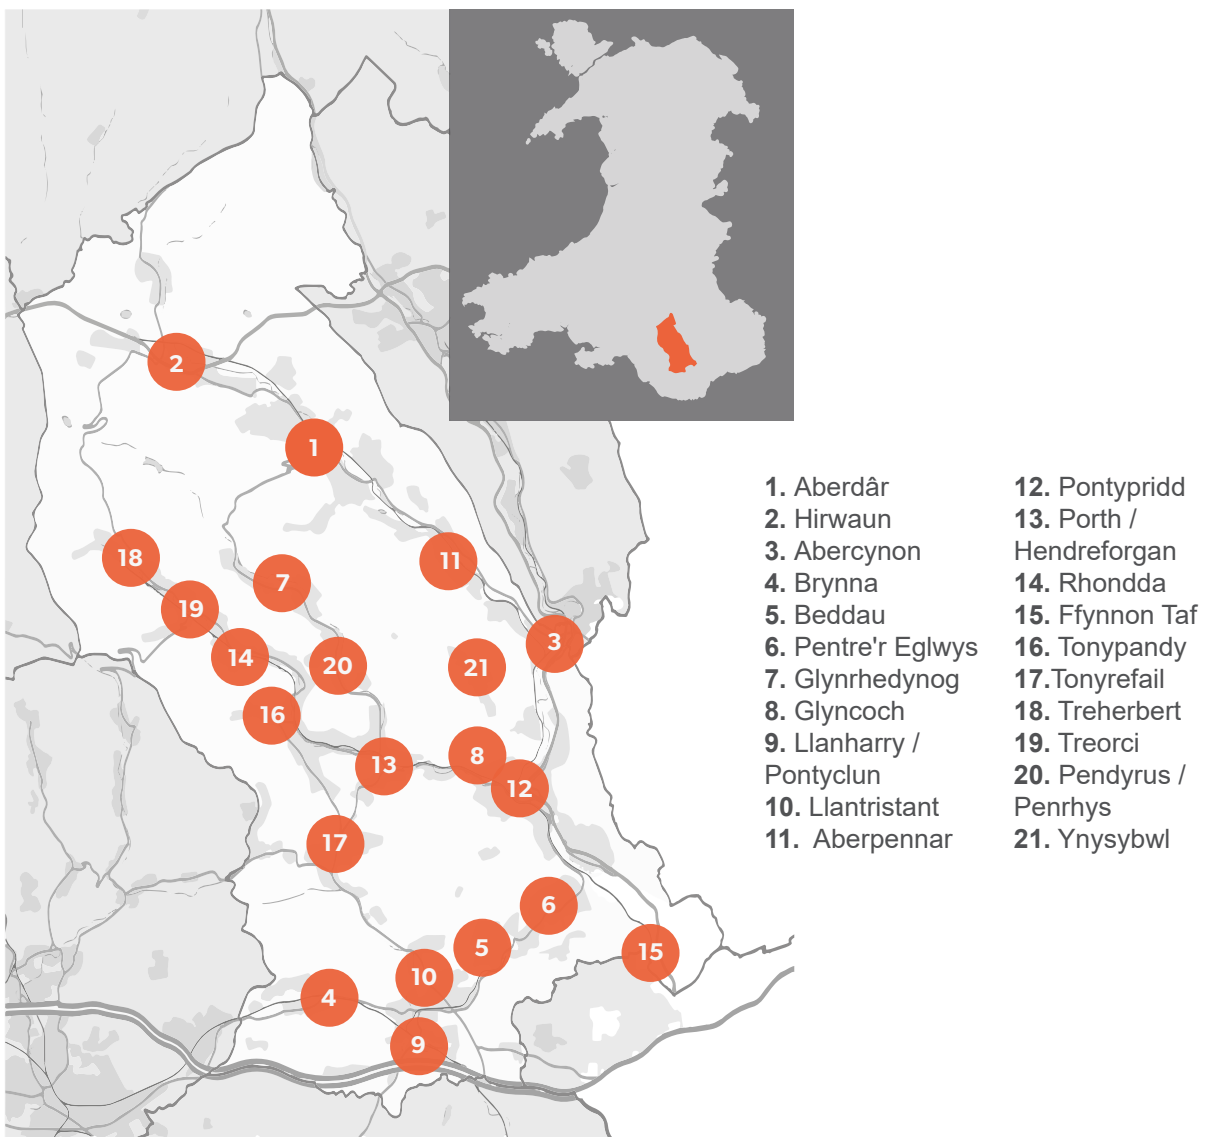 2
1
18
7
11
19
3
14
20
21
16
8
13
12
17
6
5
15
10
4
9
1. Aberdâr
2. Hirwaun
3. Abercynon
4. Brynna
5. Beddau
6. Pentre'r Eglwys
7. Glynrhedynog
8. Glyncoch
9. Llanharry /
Pontyclun
10. Llantristant
11. Aberpennar
12. Pontypridd
13. Porth /
Hendreforgan
14. Rhondda
15. Ffynnon Taf
16. Tonypandy
17.Tonyrefail
18. Treherbert
19. Treorci
20. Pendyrus /
Penrhys
21. Ynysybwl